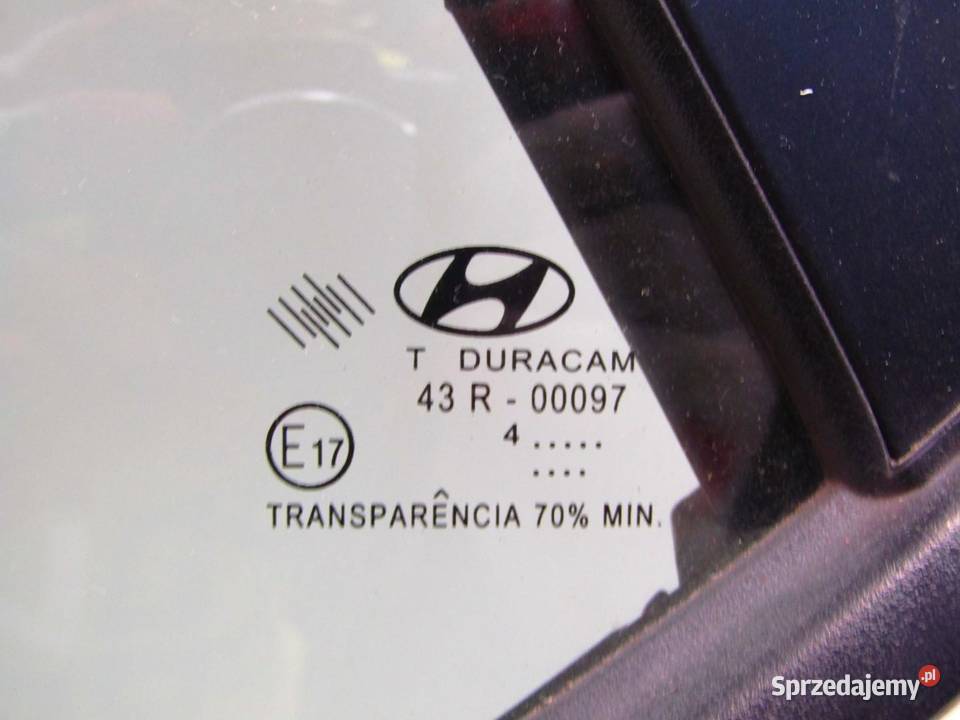 T DURACAM
43 R - 00097
4 .....
....
E17
TRANSPARÊNCIA 70% MIN.
Sprzedajemy.pl